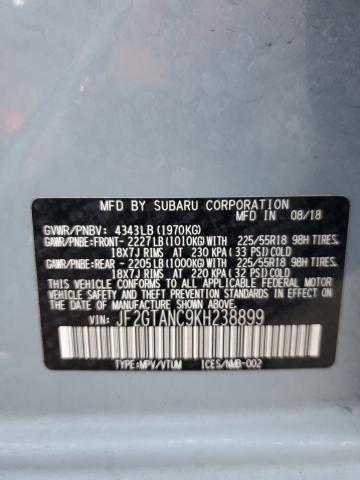 MFD BY SUBARU CORPORATION
MFD IN 08/18
GVWR/PNBV: 4343LB(1970KG)
GAWR/PNBE:FRONT- 2227LB(1010KG)WITH 225/55R18 98H TIRES,
18X7J RIMS AT 230 KPA(33 PSI)COLD
GAWR/PNBE:REAR - 2205LB(1000KG)WITH 225/55R18 98H TIRES,
18X7J RIMS AT 220 KPA(32 PSI)COLD
THIS VEHICLE CONFORMS TO ALL APPLICABLE FEDERAL MOTOR
VEHICLE SAFETY STANDARDS IN EFFECT ON
THE DATE OF MANUFACTURE SHOWN ABOVE.
VIN: JF2GTANC9KH238899
TYPE:MPV/VTUM ICES/NMB-002